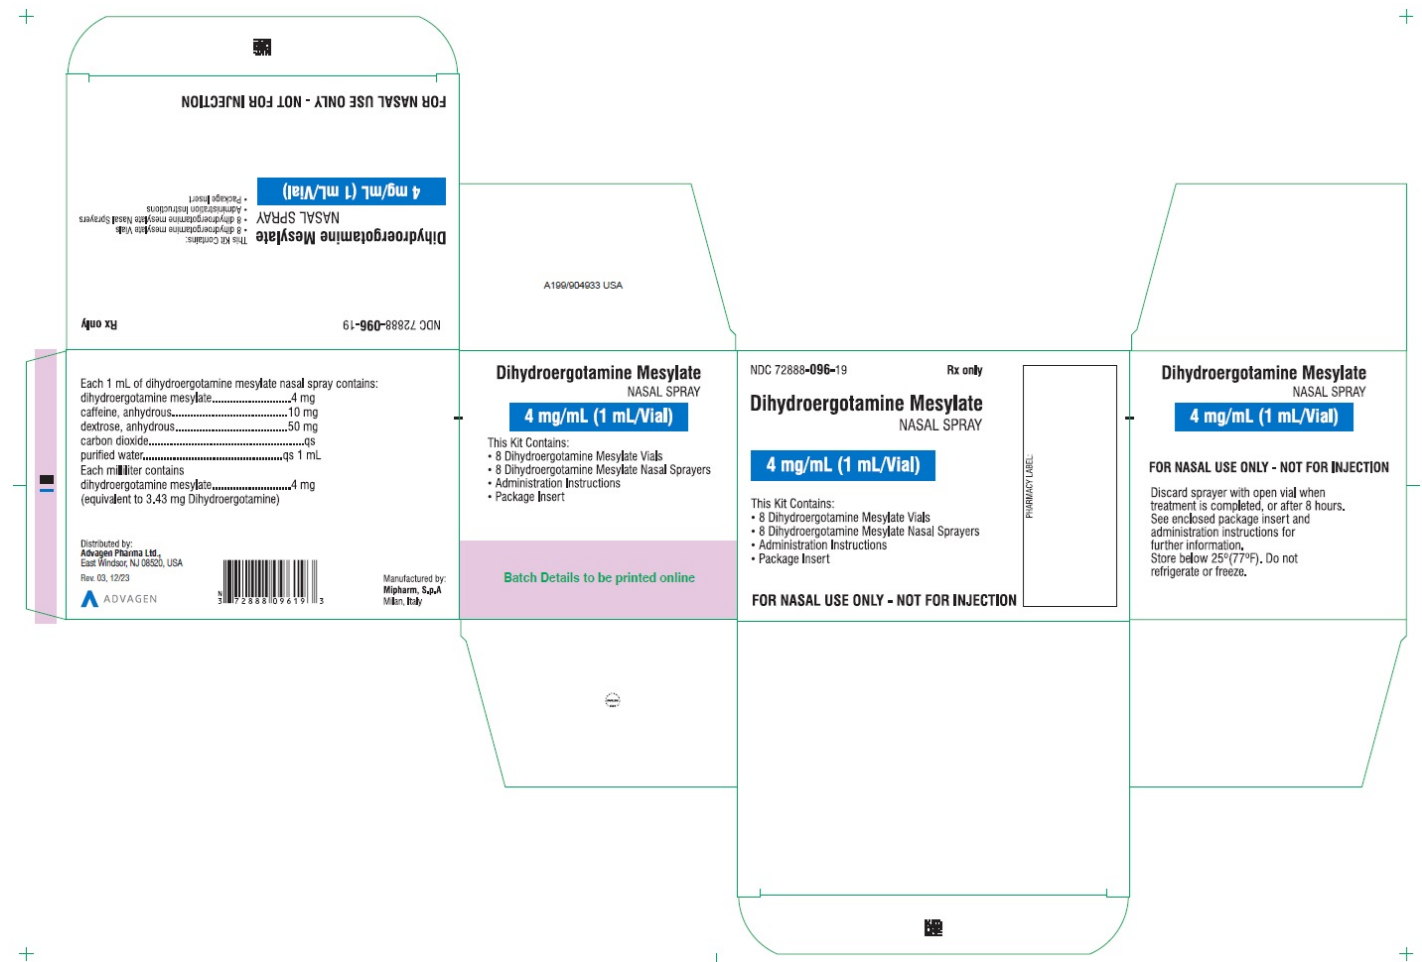 FOR NASAL USE ONLY - NOT FOR INJECTION
4 mg/mL (1 mL/Vial)
NASAL SPRAY
Dihydroergotamine Mesylate
This Kit Contains:
• 8 dihydroergotamine mesylate Vials
• 8 dihydroergotamine mesylate Nasal Sprayers
• Administration Instructions
• Package Insert
NDC 72888-096-19
Rx only
A199/904933 USA
Each 1 mL of dihydroergotamine mesylate nasal spray contains:
dihydroergotamine mesylate..........................4 mg
caffeine, anhydrous......................................10 mg
dextrose, anhydrous.....................................50 mg
carbon dioxide...................................................qs
purified water..............................................qs 1 mL
Each milliliter contains
dihydroergotamine mesylate..........................4 mg
(equivalent to 3.43 mg Dihydroergotamine)
Distributed by:
Advagen Pharma Ltd.,
East Windsor, NJ 08520, USA
Rev. 03, 12/23
ADVAGEN
N
3 72888 09619 3
Manufactured by:
Mipharm, S.p.A
Milan, Italy
Dihydroergotamine Mesylate
NASAL SPRAY
4 mg/mL (1 mL/Vial)
This Kit Contains:
• 8 Dihydroergotamine Mesylate Vials
• 8 Dihydroergotamine Mesylate Nasal Sprayers
• Administration Instructions
• Package Insert
Batch Details to be printed online
NDC 72888-096-19
Rx only
Dihydroergotamine Mesylate
NASAL SPRAY
4 mg/mL (1 mL/Vial)
This Kit Contains:
• 8 Dihydroergotamine Mesylate Vials
• 8 Dihydroergotamine Mesylate Nasal Sprayers
• Administration Instructions
• Package Insert
FOR NASAL USE ONLY - NOT FOR INJECTION
PHARMACY LABEL:
Dihydroergotamine Mesylate
NASAL SPRAY
4 mg/mL (1 mL/Vial)
FOR NASAL USE ONLY - NOT FOR INJECTION
Discard sprayer with open vial when
treatment is completed, or after 8 hours.
See enclosed package insert and
administration instructions for
further information.
Store below 25º(77ºF). Do not
refrigerate or freeze.